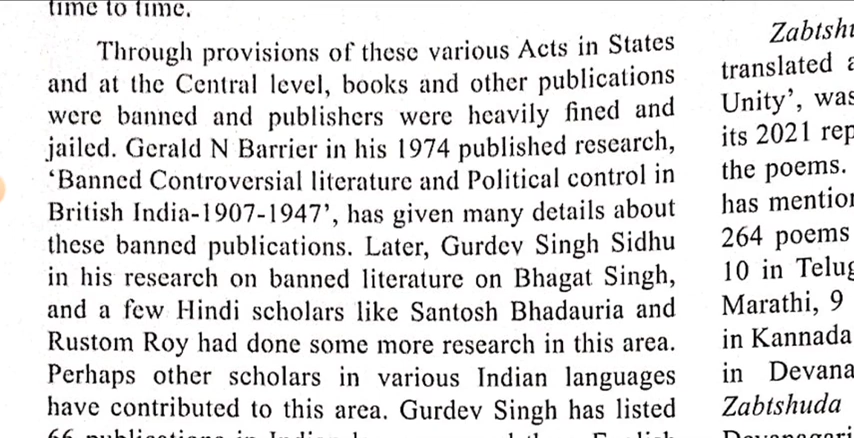 time to time.
Through provisions of these various Acts in States
and at the Central level, books and other publications
were banned and publishers were heavily fined and
jailed. Gerald N Barrier in his 1974 published research,
‘Banned Controversial literature and Political control in
British India-1907-1947’, has given many details about
these banned publications. Later, Gurdev Singh Sidhu
in his research on banned literature on Bhagat Singh,
and a few Hindi scholars like Santosh Bhadauria and
Rustom Roy had done some more research in this area.
Perhaps other scholars in various Indian languages
have contributed to this area. Gurdev Singh has listed
66 publications in Indian
translated
Unity’, was
its 2021 rep
the poems.
has mention
264 poems
10 in Telug
Marathi, 9
in Kannada
in Devana
Zabtshuda